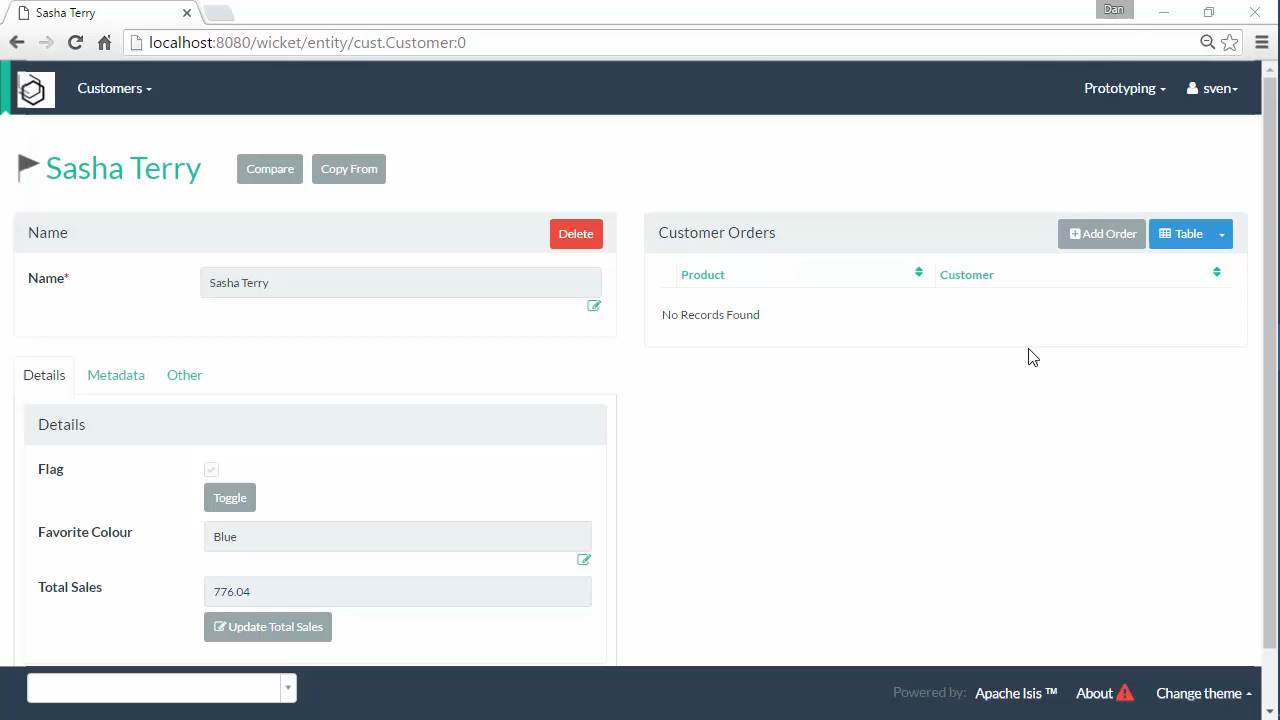 Sasha Terry
Dan
localhost:8080/wicket/entity/cust.Customer:0
Customers
Prototyping
sven
Sasha Terry
Compare
Copy From
Name
Delete
Name*
Sasha Terry
Customer Orders
Add Order
Table
Product
Customer
No Records Found
Details
Metadata
Other
Details
Flag
Toggle
Favorite Colour
Blue
Total Sales
776.04
Update Total Sales
Powered by: Apache Isis ™
About
Change theme